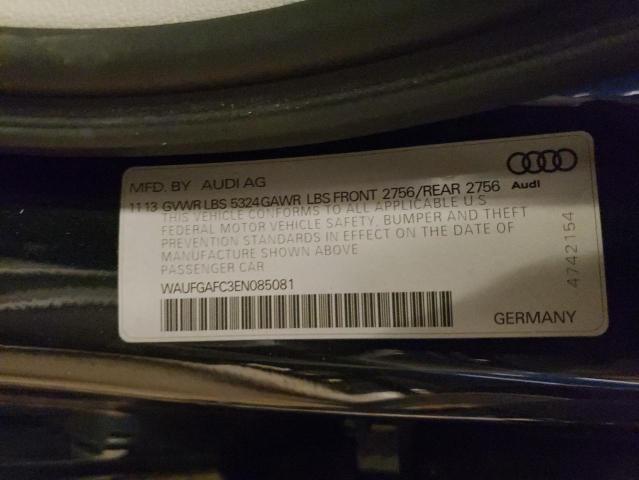 MFD. BY AUDI AG
11 13 GVWR LBS 5324 GAWR LBS FRONT 2756/REAR 2756
Audi
THIS VEHICLE CONFORMS TO ALL APPLICABLE U S
FEDERAL MOTOR VEHICLE SAFETY, BUMPER AND THEFT
PREVENTION STANDARDS IN EFFECT ON THE DATE OF
MANUFACTURE SHOWN ABOVE
PASSENGER CAR
WAUFGAFC3EN085081
GERMANY
4742154